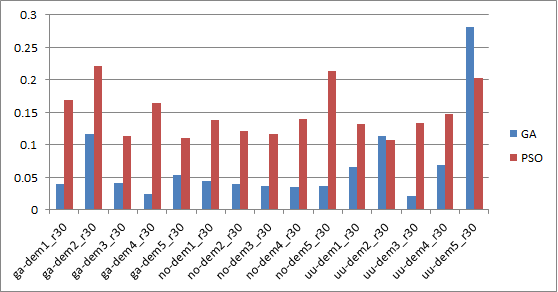 0.3
0.25
0.2
0.15
0.1
0.05
0
GA
PSO
ga-dem1_r30
ga-dem2_r30
ga-dem3_r30
ga-dem4_r30
ga-dem5_r30
no-dem1_r30
no-dem2_r30
no-dem3_r30
no-dem4_r30
no-dem5_r30
uu-dem1_r30
uu-dem2_r30
uu-dem3_r30
uu-dem4_r30
uu-dem5_r30